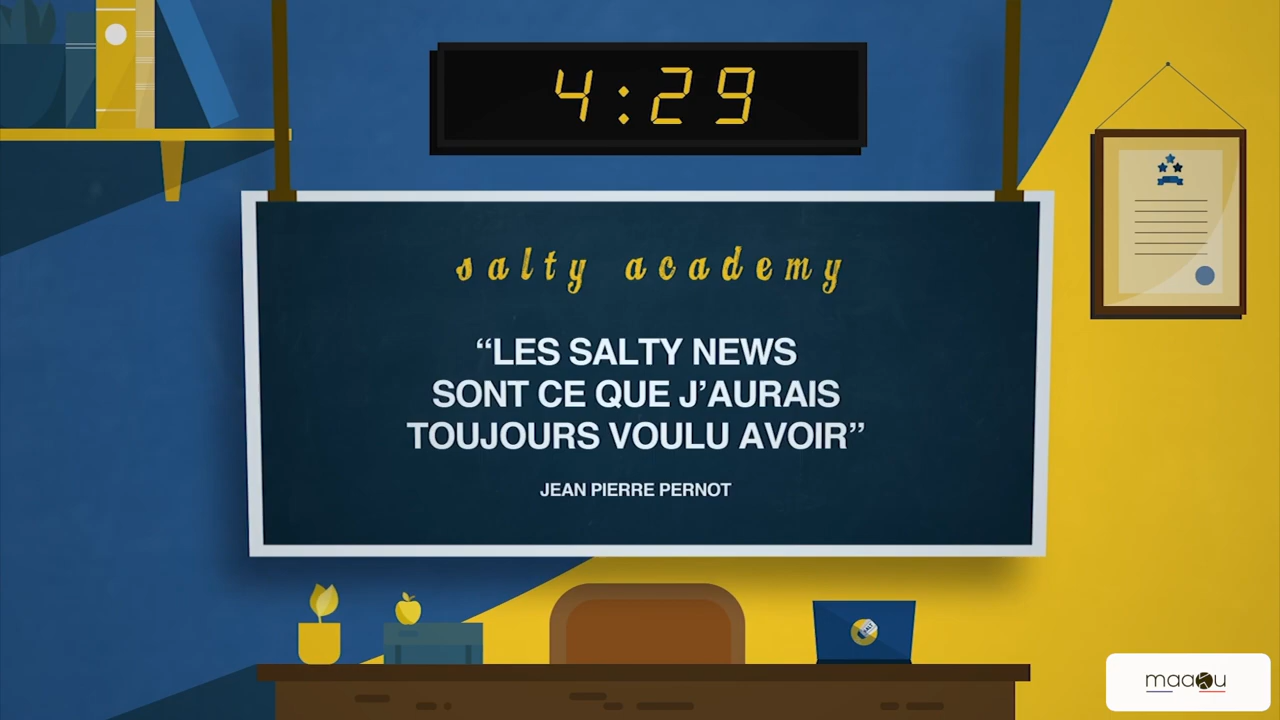 4:29
salty academy
“LES SALTY NEWS
SONT CE QUE J’AURAIS
TOUJOURS VOULU AVOIR”
JEAN PIERRE PERNOT
maaKu